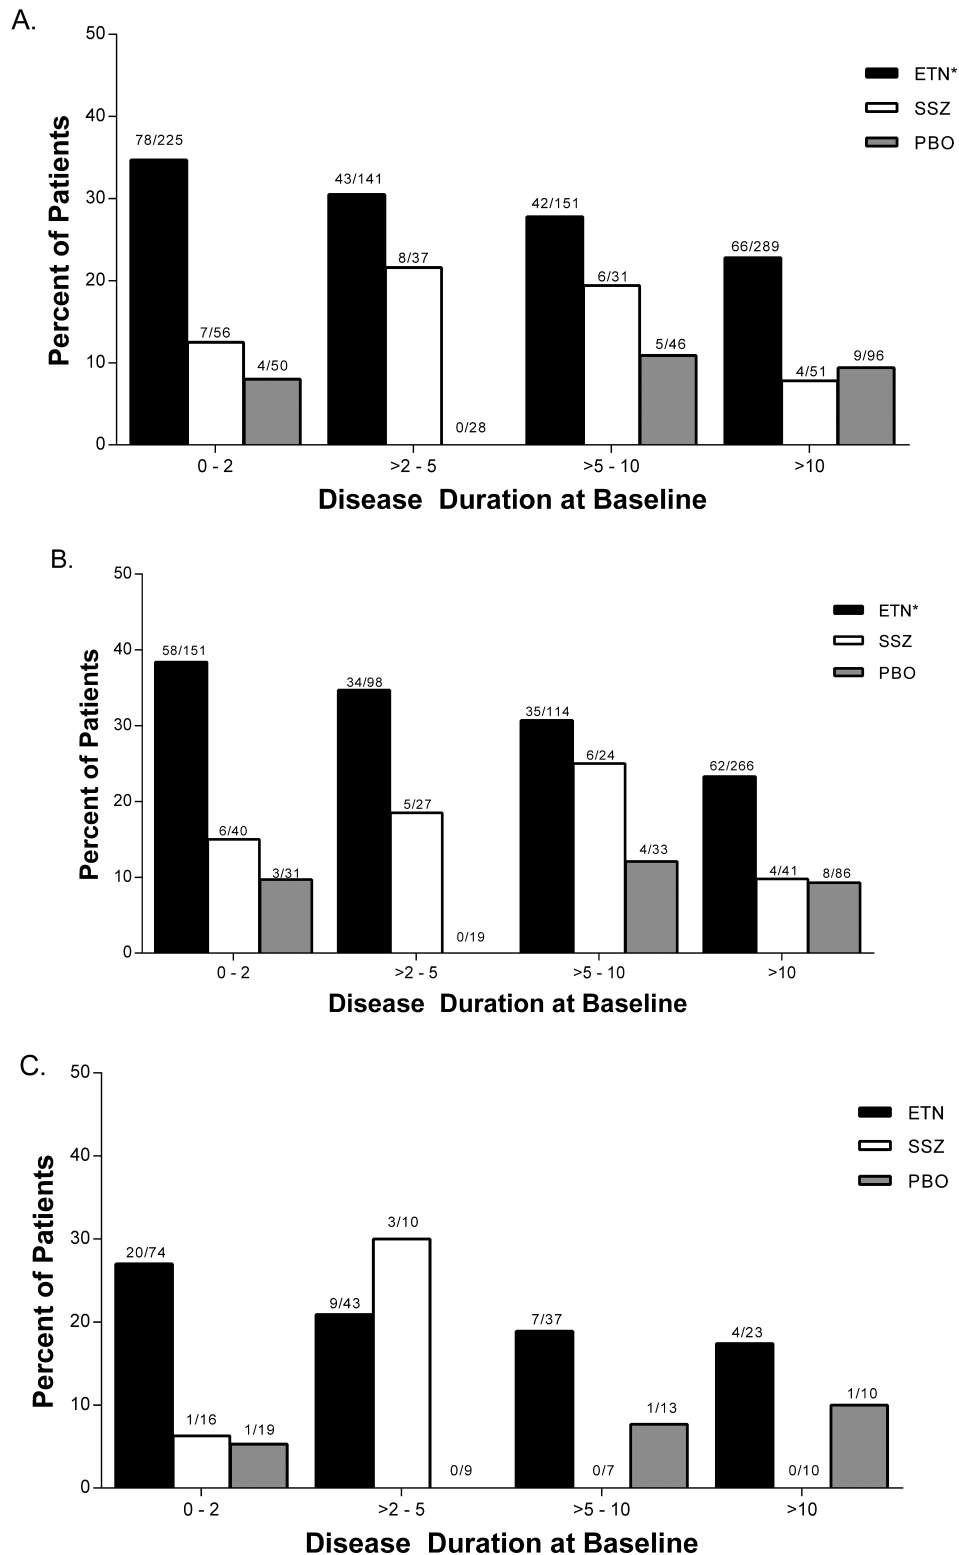 A.
50
40
30
20
10
0
Percent of Patients
78/225
7/56
4/50
43/141
8/37
0/28
42/151
6/31
5/46
66/289
4/51
9/96
ETN*
SSZ
PBO
0 - 2
>2 - 5
>5 - 10
>10
Disease Duration at Baseline
B.
50
40
30
20
10
0
Percent of Patients
58/151
6/40
3/31
34/98
5/27
0/19
35/114
6/24
4/33
62/266
4/41
8/86
ETN*
SSZ
PBO
0 - 2
>2 - 5
>5 - 10
>10
Disease Duration at Baseline
C.
50
40
30
20
10
0
Percent of Patients
20/74
1/16
1/19
9/43
3/10
0/9
7/37
0/7
1/13
4/23
0/10
1/10
ETN
SSZ
PBO
0 - 2
>2 - 5
>5 - 10
>10
Disease Duration at Baseline